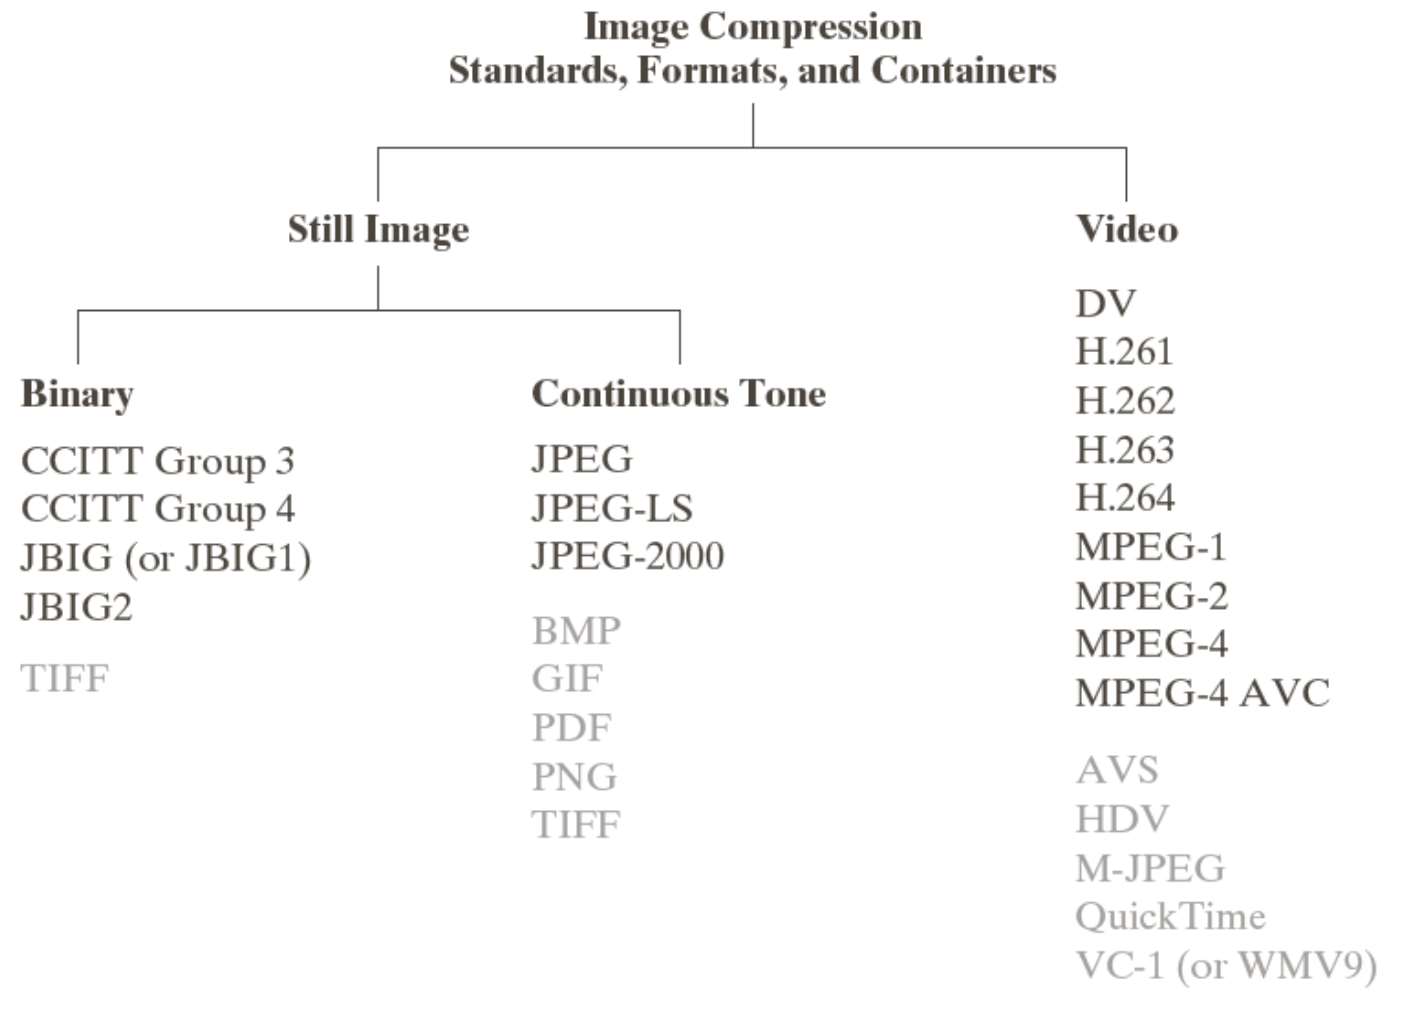 Image Compression
Standards, Formats, and Containers
Still Image
Video
Binary
CCITT Group 3
CCITT Group 4
JBIG (or JBIG1)
JBIG2
TIFF
Continuous Tone
JPEG
JPEG-LS
JPEG-2000
BMP
GIF
PDF
PNG
TIFF
DV
H.261
H.262
H.263
H.264
MPEG-1
MPEG-2
MPEG-4
MPEG-4 AVC
AVS
HDV
M-JPEG
QuickTime
VC-1 (or WMV9)